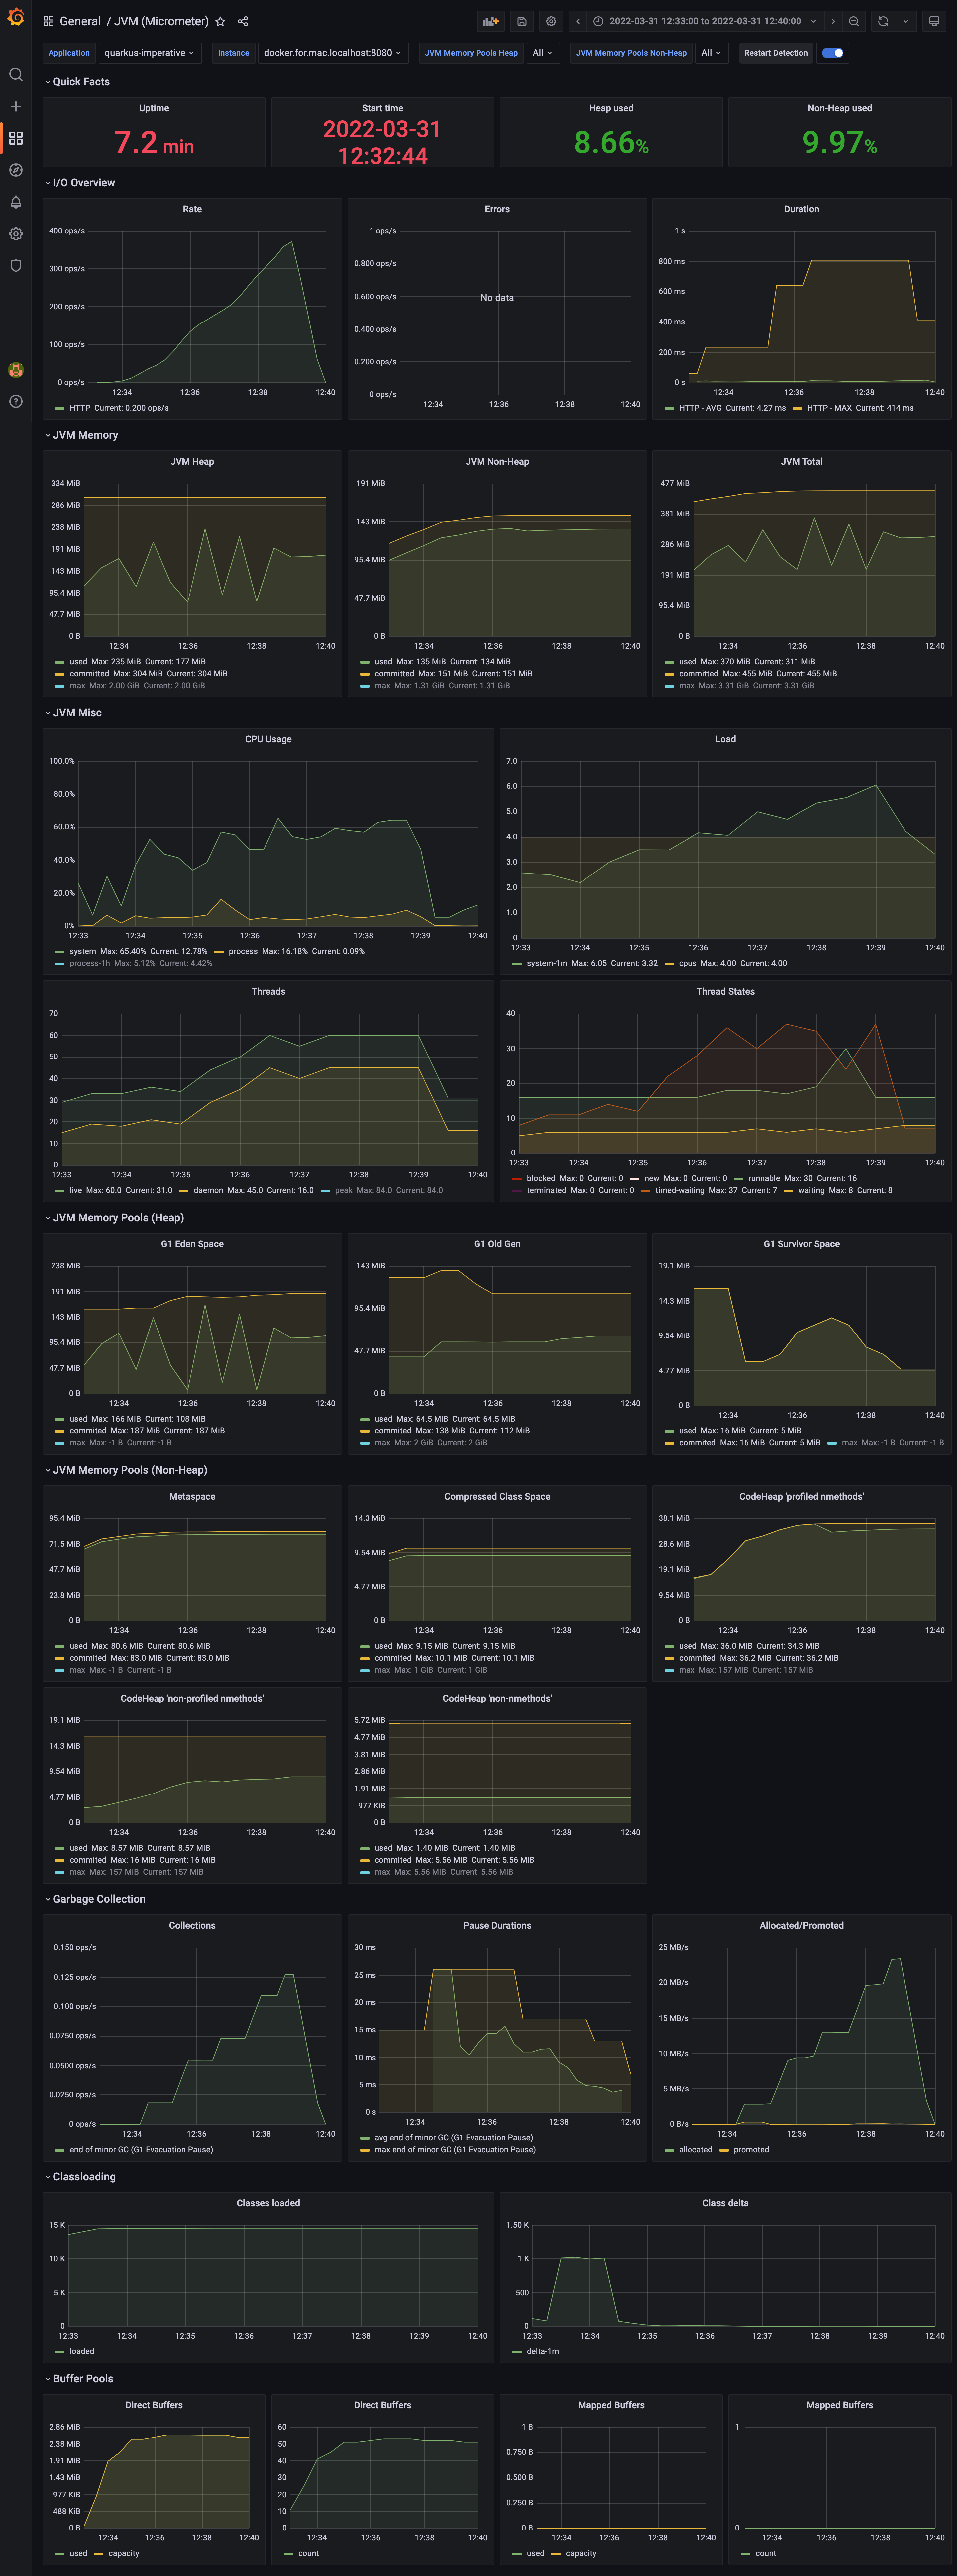 General / JVM (Micrometer)
2022-03-31 12:33:00 to 2022-03-31 12:40:00
Application quarkus-imperative Instance docker.for.mac.localhost:8080 JVM Memory Pools Heap All JVM Memory Pools Non-Heap All Restart Detection
Quick Facts
Uptime
7.2 min
Start time
2022-03-31
12:32:44
Heap used
8.66%
Non-Heap used
9.97%
I/O Overview
Rate
400 ops/s
300 ops/s
200 ops/s
100 ops/s
0 ops/s
12:34 12:36 12:38 12:40
HTTP Current: 0.200 ops/s
Errors
1 ops/s
0.800 ops/s
0.600 ops/s
0.400 ops/s
0.200 ops/s
0 ops/s
No data
12:34 12:36 12:38 12:40
Duration
1 s
800 ms
600 ms
400 ms
200 ms
0 s
12:34 12:36 12:38 12:40
HTTP - AVG Current: 4.27 ms HTTP - MAX Current: 414 ms
JVM Memory
JVM Heap
334 MiB
286 MiB
238 MiB
191 MiB
143 MiB
95.4 MiB
47.7 MiB
0 B
12:34 12:36 12:38 12:40
used Max: 235 MiB Current: 177 MiB
committed Max: 304 MiB Current: 304 MiB
max Max: 2.00 GiB Current: 2.00 GiB
JVM Non-Heap
191 MiB
143 MiB
95.4 MiB
47.7 MiB
0 B
12:34 12:36 12:38 12:40
used Max: 135 MiB Current: 134 MiB
committed Max: 151 MiB Current: 151 MiB
max Max: 1.31 GiB Current: 1.31 GiB
JVM Total
477 MiB
381 MiB
286 MiB
191 MiB
95.4 MiB
0 B
12:34 12:36 12:38 12:40
used Max: 370 MiB Current: 311 MiB
committed Max: 455 MiB Current: 455 MiB
max Max: 3.31 GiB Current: 3.31 GiB
JVM Misc
CPU Usage
100.0%
80.0%
60.0%
40.0%
20.0%
0%
12:33 12:34 12:35 12:36 12:37 12:38 12:39 12:40
system Max: 65.40% Current: 12.78% process Max: 16.18% Current: 0.09%
process-1h Max: 5.12% Current: 4.42%
Load
7.0
6.0
5.0
4.0
3.0
2.0
1.0
0
12:33 12:34 12:35 12:36 12:37 12:38 12:39 12:40
system-1m Max: 6.05 Current: 3.32 cpus Max: 4.00 Current: 4.00
Threads
70
60
50
40
30
20
10
0
12:33 12:34 12:35 12:36 12:37 12:38 12:39 12:40
live Max: 60.0 Current: 31.0 daemon Max: 45.0 Current: 16.0 peak Max: 84.0 Current: 84.0
Thread States
40
30
20
10
0
12:33 12:34 12:35 12:36 12:37 12:38 12:39 12:40
blocked Max: 0 Current: 0 new Max: 0 Current: 0 runnable Max: 30 Current: 16
terminated Max: 0 Current: 0 timed-waiting Max: 37 Current: 7 waiting Max: 8 Current: 8
JVM Memory Pools (Heap)
G1 Eden Space
238 MiB
191 MiB
143 MiB
95.4 MiB
47.7 MiB
0 B
12:34 12:36 12:38 12:40
used Max: 166 MiB Current: 108 MiB
commited Max: 187 MiB Current: 187 MiB
max Max: -1 B Current: -1 B
G1 Old Gen
143 MiB
95.4 MiB
47.7 MiB
0 B
12:34 12:36 12:38 12:40
used Max: 64.5 MiB Current: 64.5 MiB
commited Max: 138 MiB Current: 112 MiB
max Max: 2 GiB Current: 2 GiB
G1 Survivor Space
19.1 MiB
14.3 MiB
9.54 MiB
4.77 MiB
0 B
12:34 12:36 12:38 12:40
used Max: 16 MiB Current: 5 MiB
commited Max: 16 MiB Current: 5 MiB max Max: -1 B Current: -1 B
JVM Memory Pools (Non-Heap)
Metaspace
95.4 MiB
71.5 MiB
47.7 MiB
23.8 MiB
0 B
12:34 12:36 12:38 12:40
used Max: 80.6 MiB Current: 80.6 MiB
commited Max: 83.0 MiB Current: 83.0 MiB
max Max: -1 B Current: -1 B
Compressed Class Space
14.3 MiB
9.54 MiB
4.77 MiB
0 B
12:34 12:36 12:38 12:40
used Max: 9.15 MiB Current: 9.15 MiB
commited Max: 10.1 MiB Current: 10.1 MiB
max Max: 1 GiB Current: 1 GiB
CodeHeap 'profiled nmethods'
38.1 MiB
28.6 MiB
19.1 MiB
9.54 MiB
0 B
12:34 12:36 12:38 12:40
used Max: 36.0 MiB Current: 34.3 MiB
commited Max: 36.2 MiB Current: 36.2 MiB
max Max: 157 MiB Current: 157 MiB
CodeHeap 'non-profiled nmethods'
19.1 MiB
14.3 MiB
9.54 MiB
4.77 MiB
0 B
12:34 12:36 12:38 12:40
used Max: 8.57 MiB Current: 8.57 MiB
commited Max: 16 MiB Current: 16 MiB
max Max: 157 MiB Current: 157 MiB
CodeHeap 'non-nmethods'
5.72 MiB
4.77 MiB
3.81 MiB
2.86 MiB
1.91 MiB
977 KiB
0 B
12:34 12:36 12:38 12:40
used Max: 1.40 MiB Current: 1.40 MiB
commited Max: 5.56 MiB Current: 5.56 MiB
max Max: 5.56 MiB Current: 5.56 MiB
Garbage Collection
Collections
0.150 ops/s
0.125 ops/s
0.100 ops/s
0.0750 ops/s
0.0500 ops/s
0.0250 ops/s
0 ops/s
12:34 12:36 12:38 12:40
end of minor GC (G1 Evacuation Pause)
Pause Durations
30 ms
25 ms
20 ms
15 ms
10 ms
5 ms
0 s
12:34 12:36 12:38 12:40
avg end of minor GC (G1 Evacuation Pause)
max end of minor GC (G1 Evacuation Pause)
Allocated/Promoted
25 MB/s
20 MB/s
15 MB/s
10 MB/s
5 MB/s
0 B/s
12:34 12:36 12:38 12:40
allocated promoted
Classloading
Classes loaded
15 K
10 K
5 K
0
12:33 12:34 12:35 12:36 12:37 12:38 12:39 12:40
loaded
Class delta
1.50 K
1 K
500
0
12:33 12:34 12:35 12:36 12:37 12:38 12:39 12:40
delta-1m
Buffer Pools
Direct Buffers
2.86 MiB
2.38 MiB
1.91 MiB
1.43 MiB
977 KiB
488 KiB
0 B
12:34 12:36 12:38 12:40
used capacity
Direct Buffers
60
50
40
30
20
10
0
12:34 12:36 12:38 12:40
count
Mapped Buffers
1 B
0.750 B
0.500 B
0.250 B
0 B
12:34 12:36 12:38 12:40
used capacity
Mapped Buffers
1
0
12:34 12:36 12:38 12:40
count